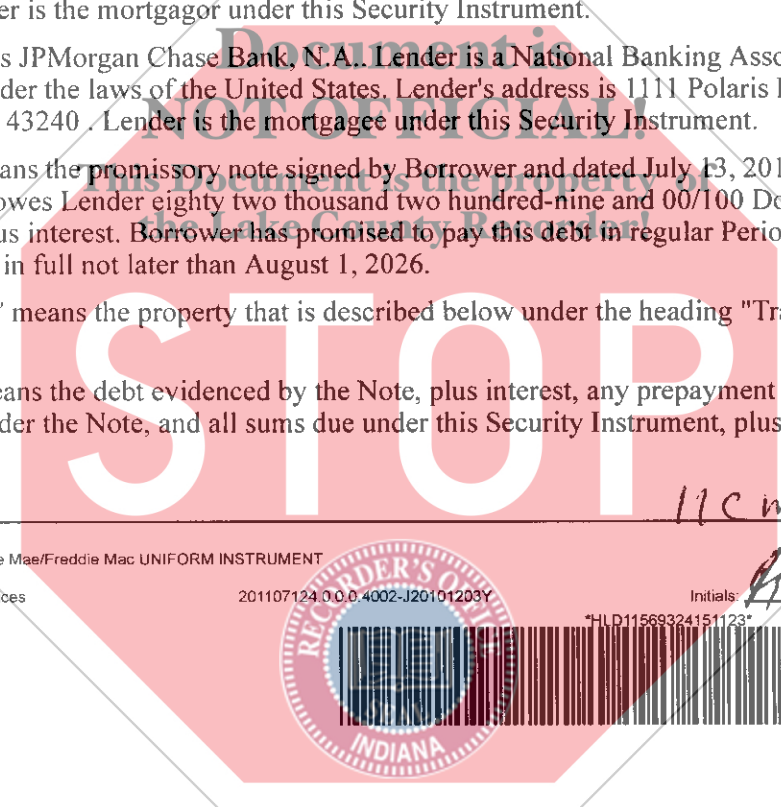 er is the mortgagor under this Security Instrument.
Document is
s JPMorgan Chase Bank, N.A.. Lender is a National Banking Asso
der the laws of the United States. Lender's address is 1111 Polaris
NOT OFFICIAL!
43240 . Lender is the mortgagee under this Security Instrument.
This Document is the property of
ans the promissory note signed by Borrower and dated July 13, 201
owes Lender eighty two thousand two hundred-nine and 00/100 Do
the Lake County Recorder!
us interest. Borrower has promised to pay this debt in regular Perio
in full not later than August 1, 2026.
" means the property that is described below under the heading "Tra
STOP
eans the debt evidenced by the Note, plus interest, any prepayment
der the Note, and all sums due under this Security Instrument, plus
e Mae/Freddie Mac UNIFORM INSTRUMENT
ces 201107124.0.0.0.4002-J20101203Y Initials:
*HLD11569324151123*
RECORDER'S OFFICE
SEAL
INDIANA